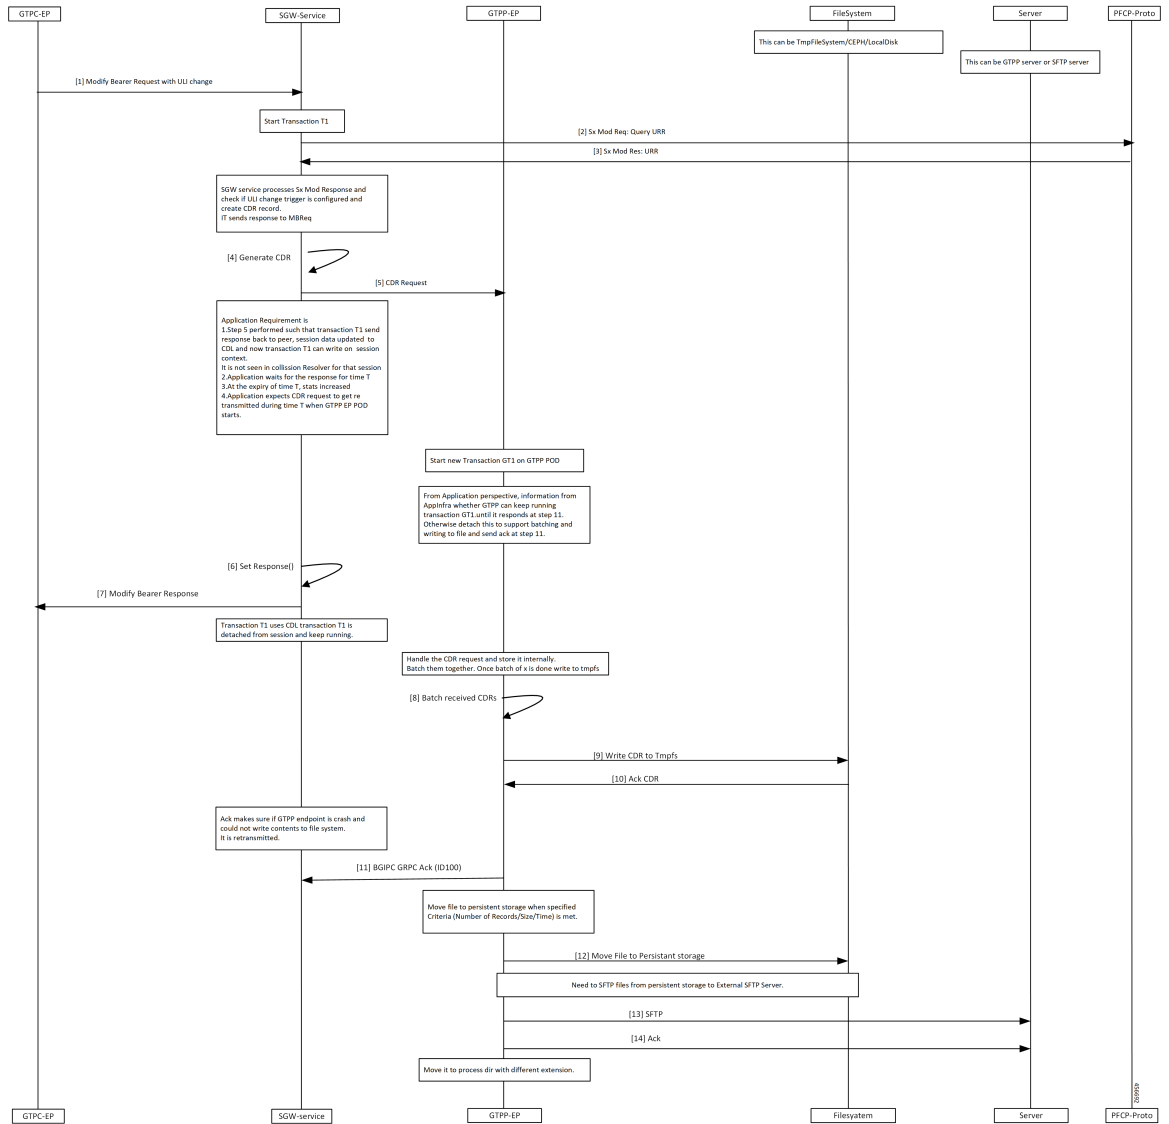 GTPC-EP
SGW-Service
GTPP-EP
FileSystem
Server
PFCP-Proto
This can be TmpFileSystem/CEPH/LocalDisk
This can be GTPP server or SFTP server
[1] Modify Bearer Request with ULI change
Start Transaction T1
[2] Sx Mod Req: Query URR
[3] Sx Mod Res: URR
SGW service processes Sx Mod Response and
check if ULI change trigger is configured and
create CDR record.
IT sends response to MBReq
[4] Generate CDR
[5] CDR Request
Application Requirement is
1.Step 5 performed such that transaction T1 send
response back to peer, session data updated  to
CDL and now transaction T1 can write on  session
context.
It is not seen in collission Resolver for that session
2.Application waits for the response for time T
3.At the expiry of time T, stats increased
4.Application expects CDR request to get re
transmitted during time T when GTPP EP POD
starts.
Start new Transaction GT1 on GTPP POD
From Application perspective, information from
AppInfra whether GTPP can keep running
transaction GT1.until it responds at step 11.
Otherwise detach this to support batching and
writing to file and send ack at step 11.
[6] Set Response()
[7] Modify Bearer Response
Transaction T1 uses CDL transaction T1 is
detached from session and keep running.
Handle the CDR request and store it internally.
Batch them together. Once batch of x is done write to tmpfs
[8] Batch received CDRs
[9] Write CDR to Tmpfs
[10] Ack CDR
Ack makes sure if GTPP endpoint is crash and
could not write contents to file system.
It is retransmitted.
[11] BGIPC GRPC Ack (ID100)
Move file to persistent storage when specified
Criteria (Number of Records/Size/Time) is met.
[12] Move File to Persistant storage
Need to SFTP files from persistent storage to External SFTP Server.
[13] SFTP
[14] Ack
Move it to process dir with different extension.
456692
GTPC-EP
SGW-service
GTPP-EP
Filesyatem
Server
PFCP-Proto